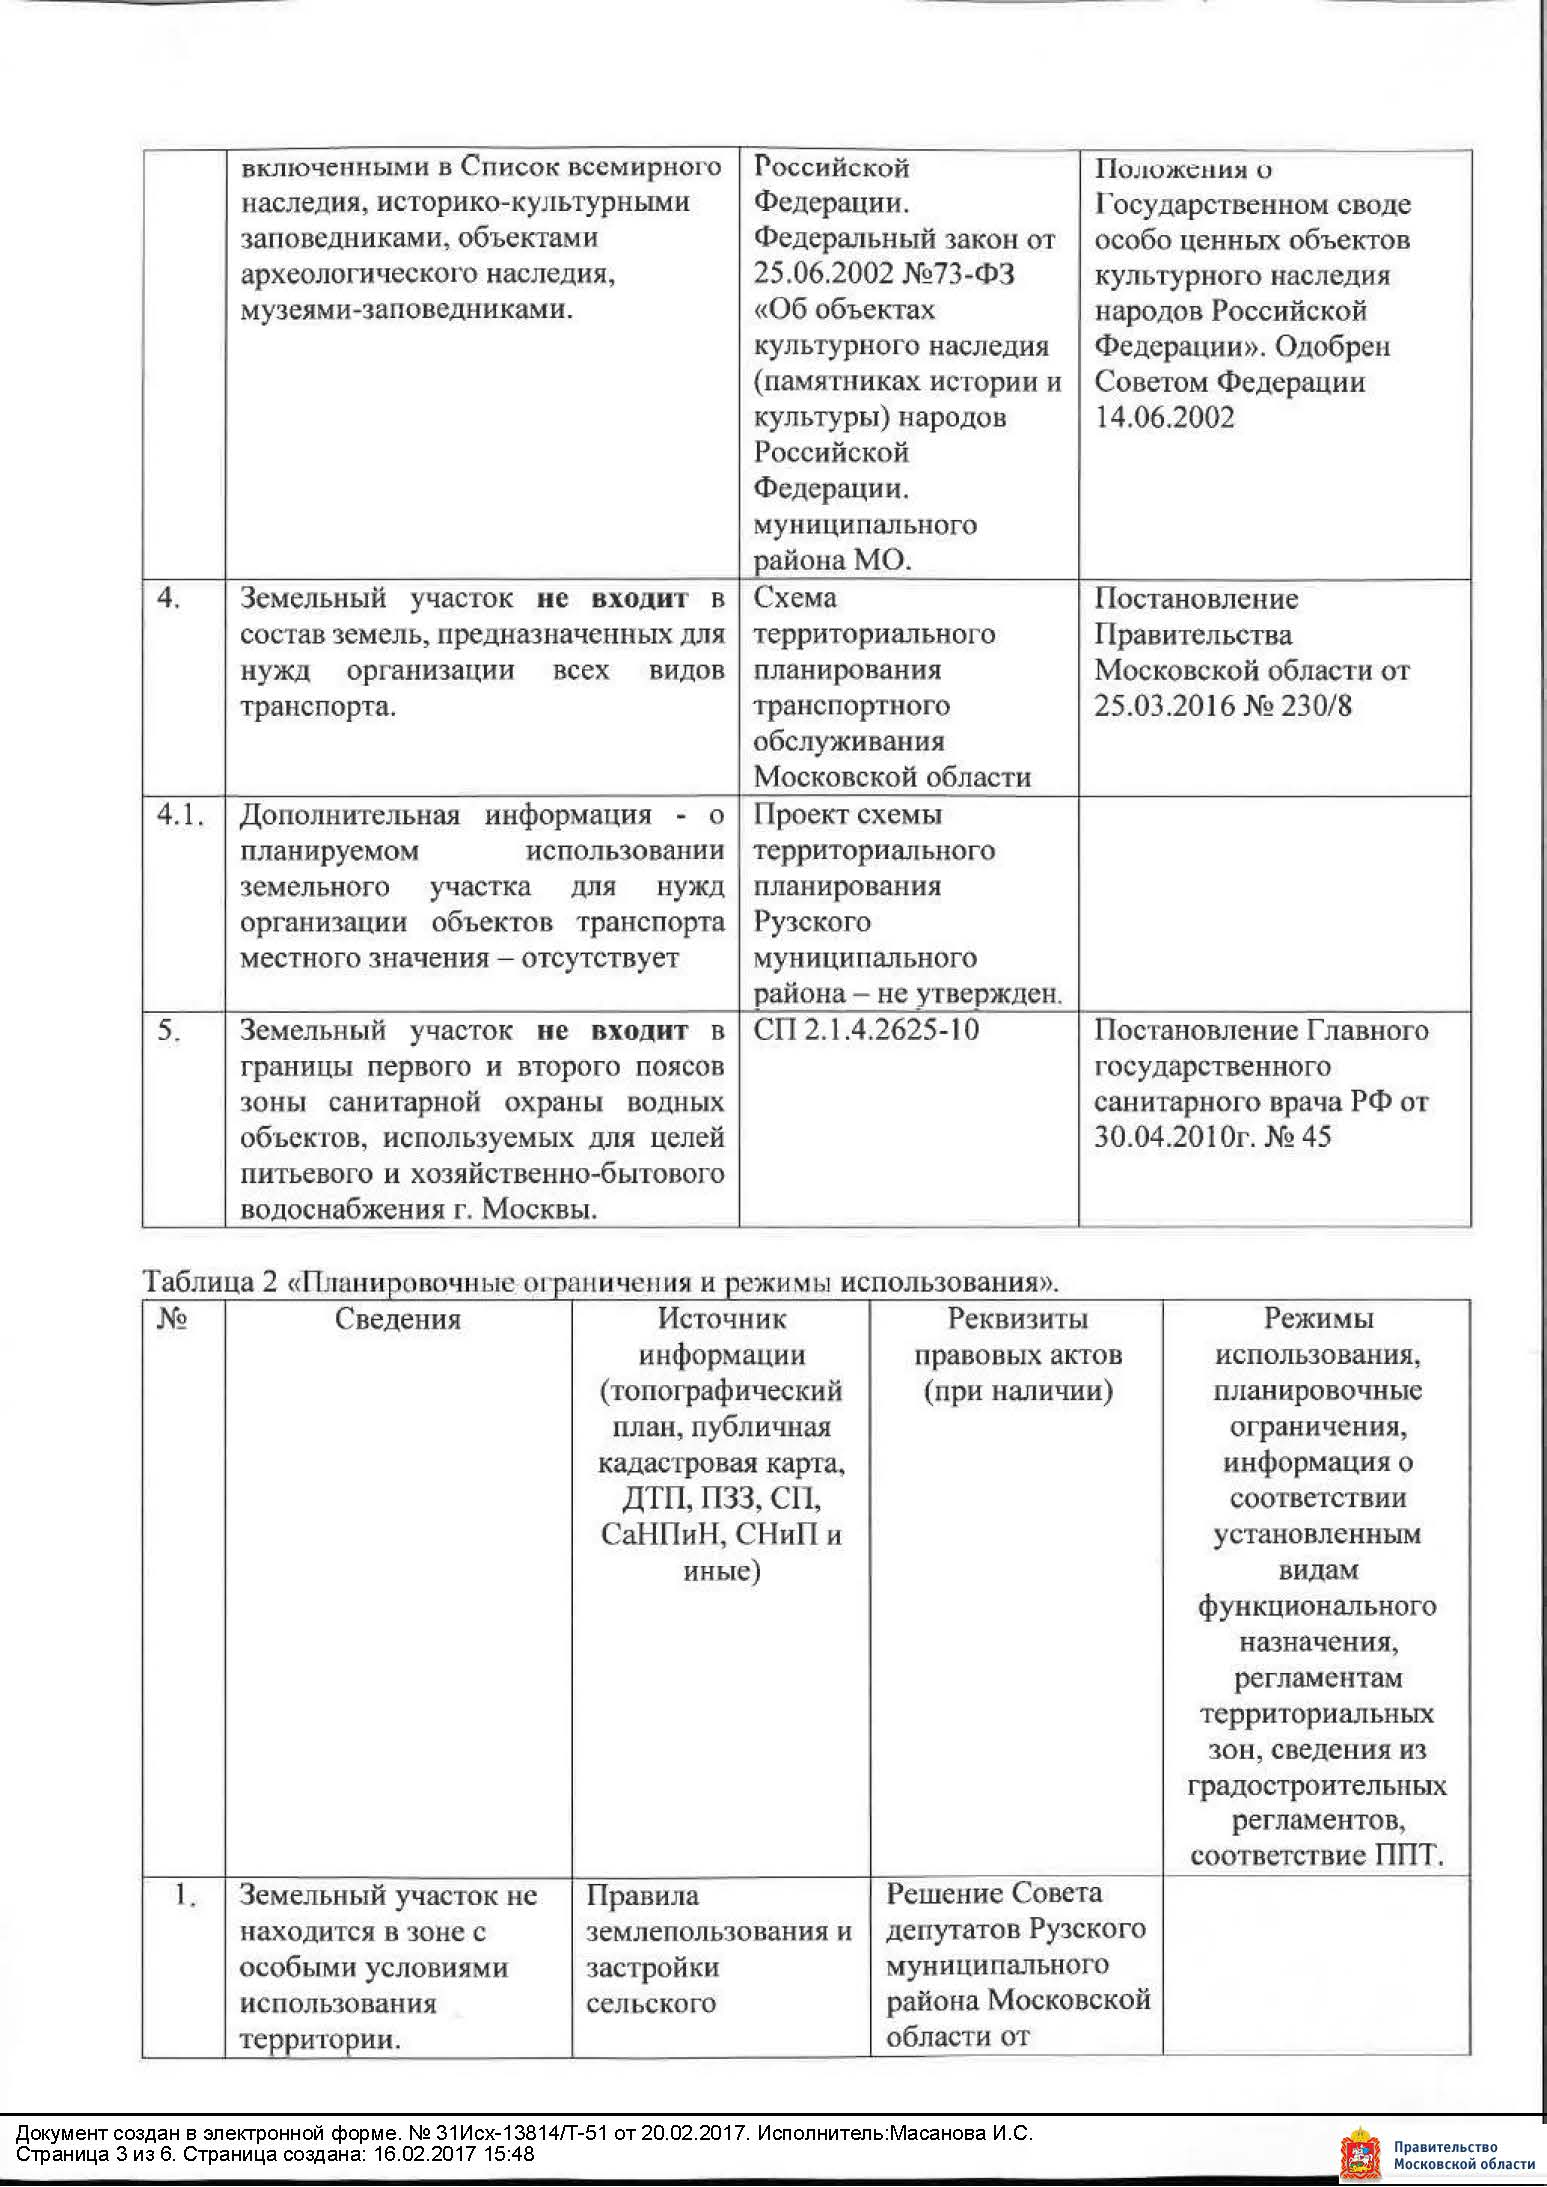 включенными в Список всемирного
наследия, историко-культурными
заповедниками, объектами
археологического наследия,
музеями-заповедниками.
Российской
Федерации.
Федеральный закон от
25.06.2002 №73-ФЗ
«Об объектах
культурного наследия
(памятниках истории и
культуры) народов
Российской
Федерации.
муниципального
района МО.
Положения о
Государственном своде
особо ценных объектов
культурного наследия
народов Российской
Федерации». Одобрен
Советом Федерации
14.06.2002
4.
Земельный участок не входит в
состав земель, предназначенных для
нужд организации всех видов
транспорта.
Схема
территориального
планирования
транспортного
обслуживания
Московской области
Постановление
Правительства
Московской области от
25.03.2016 № 230/8
4.1.
Дополнительная информация - о
планируемом использовании
земельного участка для нужд
организации объектов транспорта
местного значения – отсутствует
Проект схемы
территориального
планирования
Рузского
муниципального
района – не утвержден.
5.
Земельный участок не входит в
границы первого и второго поясов
зоны санитарной охраны водных
объектов, используемых для целей
питьевого и хозяйственно-бытового
водоснабжения г. Москвы.
СП 2.1.4.2625-10
Постановление Главного
государственного
санитарного врача РФ от
30.04.2010г. № 45
Таблица 2 «Планировочные ограничения и режимы использования».
№
Сведения
Источник
информации
(топографический
план, публичная
кадастровая карта,
ДТП, ПЗЗ, СП,
СаНПиН, СНиП и
иные)
Реквизиты
правовых актов
(при наличии)
Режимы
использования,
планировочные
ограничения,
информация о
соответствии
установленным
видам
функционального
назначения,
регламентам
территориальных
зон, сведения из
градостроительных
регламентов,
соответствие ППТ.
1.
Земельный участок не
находится в зоне с
особыми условиями
использования
территории.
Правила
землепользования и
застройки
сельского
Решение Совета
депутатов Рузского
муниципального
района Московской
области от
Документ создан в электронной форме. № 31Исх-13814/Т-51 от 20.02.2017. Исполнитель:Масанова И.С.
Страница 3 из 6. Страница создана: 16.02.2017 15:48
Правительство
Московской области